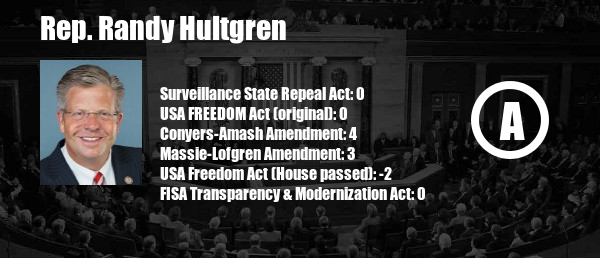 Rep. Randy Hultgren
Surveillance State Repeal Act: 0
USA FREEDOM Act (original): 0
Conyers-Amash Amendment: 4
Massie-Lofgren Amendment: 3
USA Freedom Act (House passed): -2
FISA Transparency & Modernization Act: 0
A